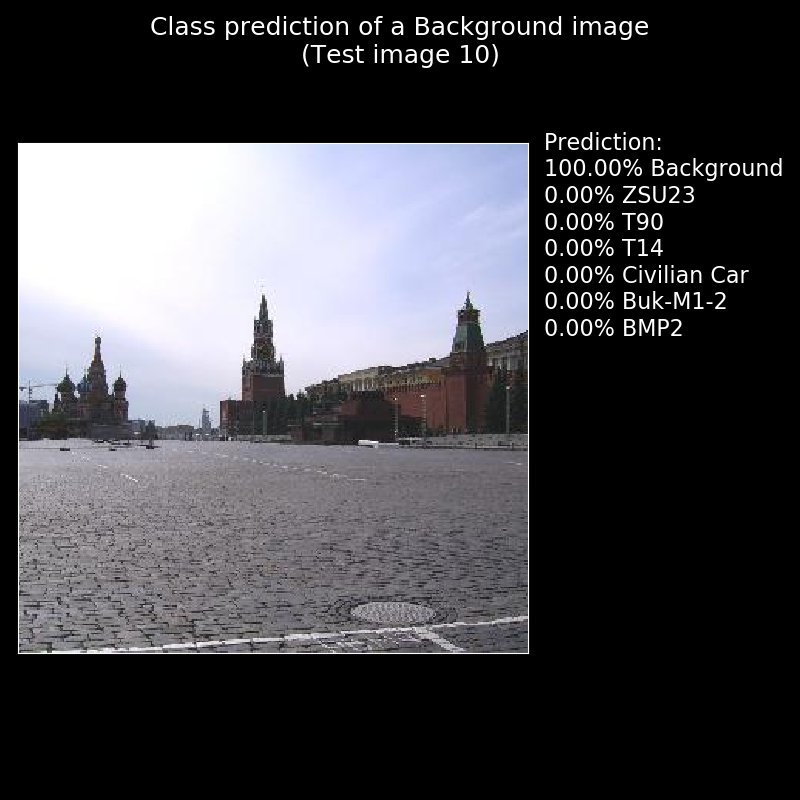 Class prediction of a Background image
(Test image 10)
Prediction:
100.00% Background
0.00% ZSU23
0.00% T90
0.00% T14
0.00% Civilian Car
0.00% Buk-M1-2
0.00% BMP2